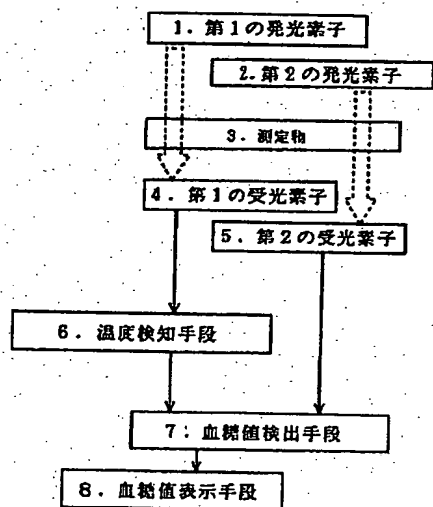 1. 第1の発光素子
2. 第2の発光素子
3. 測定物
4. 第1の受光素子
5. 第2の受光素子
6. 温度検知手段
7: 血糖値検出手段
8. 血糖値表示手段